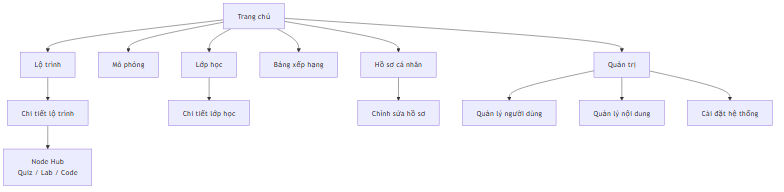 Trang chủ
Lộ trình
Mô phỏng
Lớp học
Bảng xếp hạng
Hồ sơ cá nhân
Quản trị
Chi tiết lộ trình
Chi tiết lớp học
Chỉnh sửa hồ sơ
Quản lý người dùng
Quản lý nội dung
Cài đặt hệ thống
Node Hub
Quiz / Lab / Code